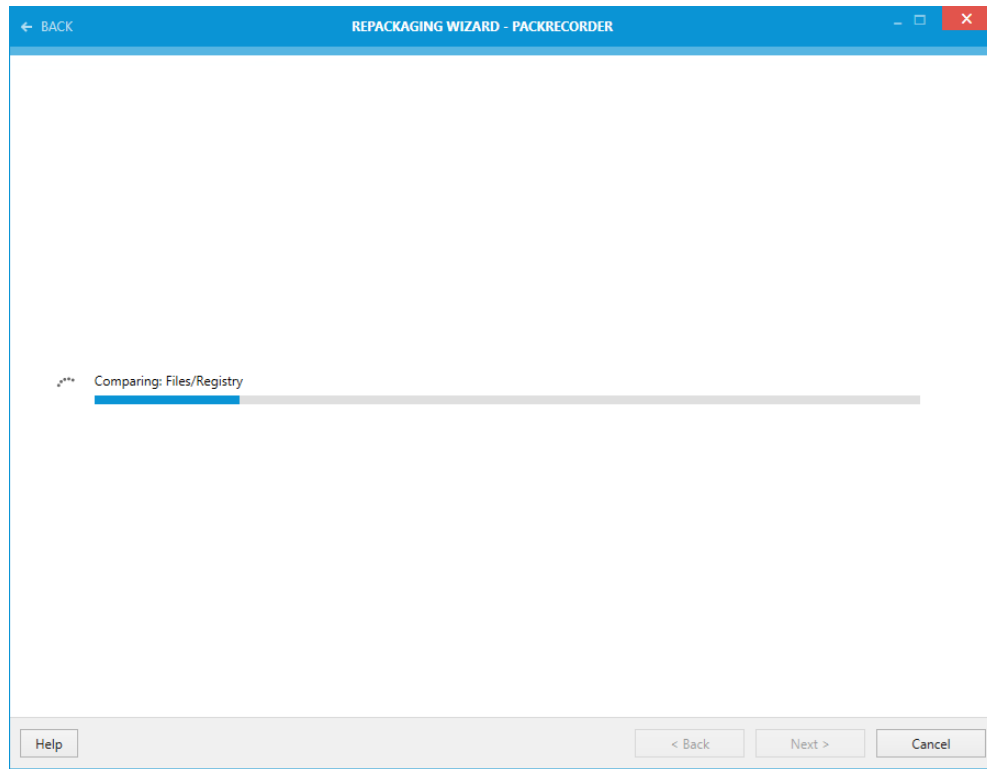 ← BACK
REPACKAGING WIZARD - PACKRECORDER
Comparing: Files/Registry
Help
< Back
Next >
Cancel